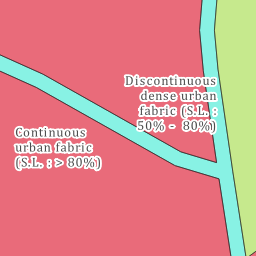 Discontinuous
dense urban
fabric (S.L. :
50% - 80%)
Continuous
urban fabric
(S.L. : > 80%)